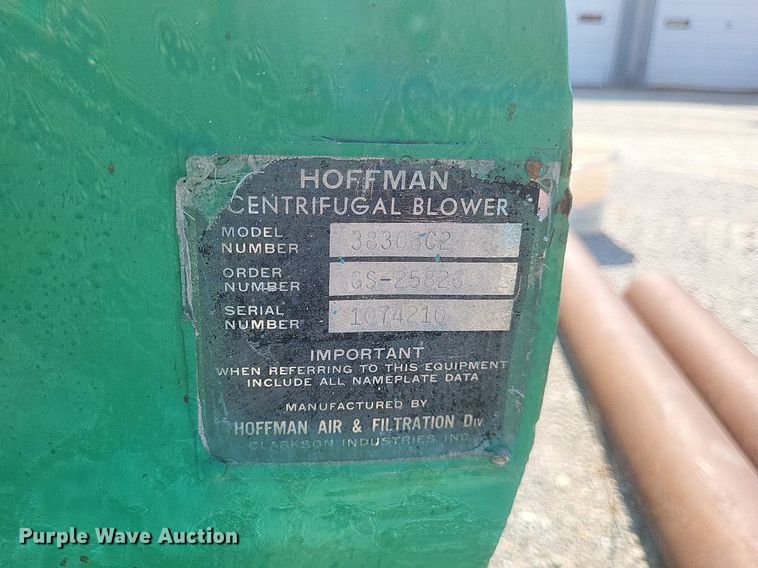 HOFFMAN
CENTRIFUGAL BLOWER
MODEL NUMBER 38308C2
ORDER NUMBER GS-25826
SERIAL NUMBER 1074210
IMPORTANT
WHEN REFERRING TO THIS EQUIPMENT
INCLUDE ALL NAMEPLATE DATA
MANUFACTURED BY
HOFFMAN AIR & FILTRATION Div
CLARKSON INDUSTRIES, INC.
Purple Wave Auction